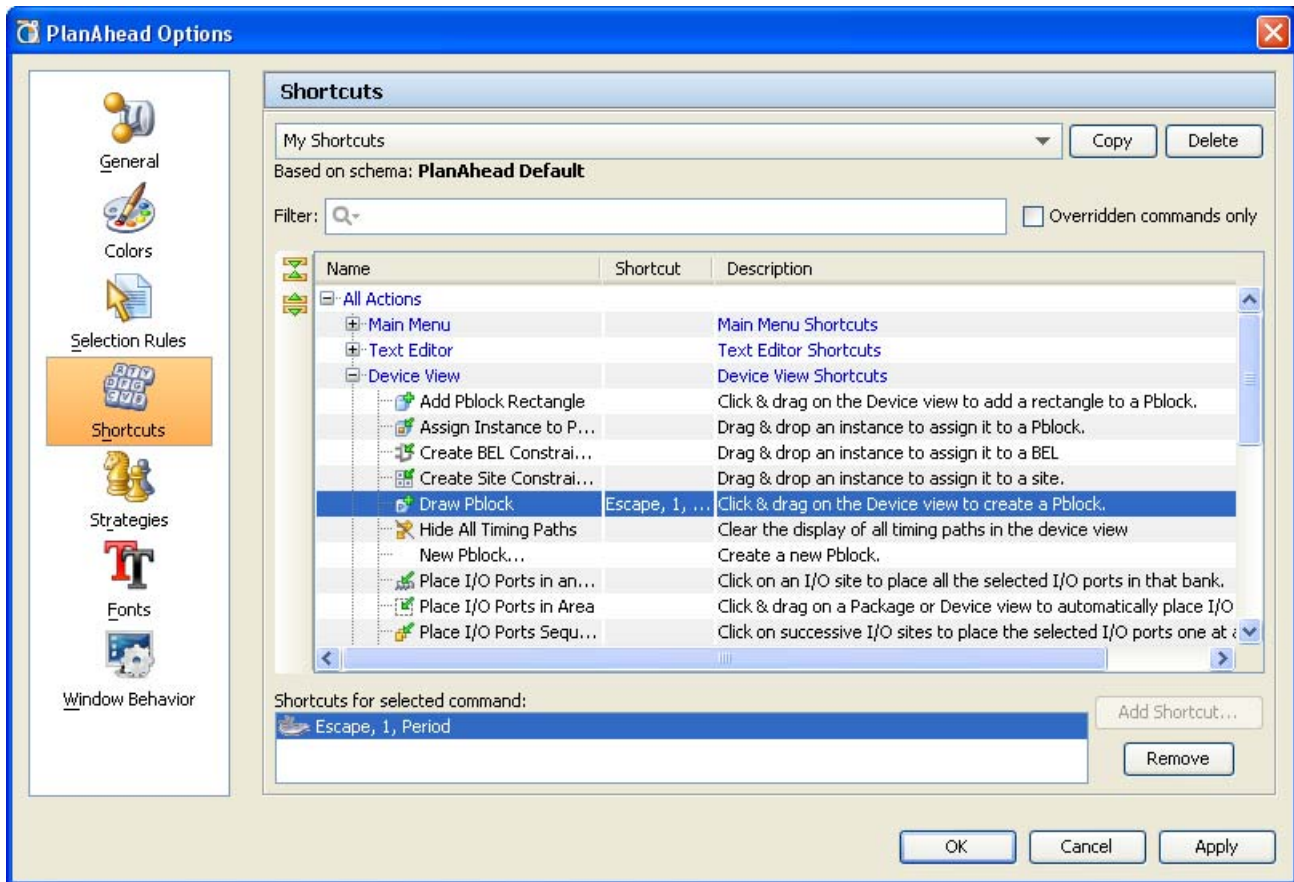 PlanAhead Options
General
Colors
Selection Rules
Shortcuts
Strategies
Fonts
Window Behavior
Shortcuts
My Shortcuts Copy Delete
Based on schema: PlanAhead Default
Filter: Overridden commands only
Name Shortcut Description
All Actions
Main Menu Main Menu Shortcuts
Text Editor Text Editor Shortcuts
Device View Device View Shortcuts
Add Pblock Rectangle Click & drag on the Device view to add a rectangle to a Pblock.
Assign Instance to P... Drag & drop an instance to assign it to a Pblock.
Create BEL Constrai... Drag & drop an instance to assign it to a BEL
Create Site Constrai... Drag & drop an instance to assign it to a site.
Draw Pblock Escape, 1, ... Click & drag on the Device view to create a Pblock.
Hide All Timing Paths Clear the display of all timing paths in the device view
New Pblock... Create a new Pblock.
Place I/O Ports in an... Click on an I/O site to place all the selected I/O ports in that bank.
Place I/O Ports in Area Click & drag on a Package or Device view to automatically place I/O
Place I/O Ports Sequ... Click on successive I/O sites to place the selected I/O ports one at
Shortcuts for selected command:
Escape, 1, Period
Add Shortcut...
Remove
OK Cancel Apply